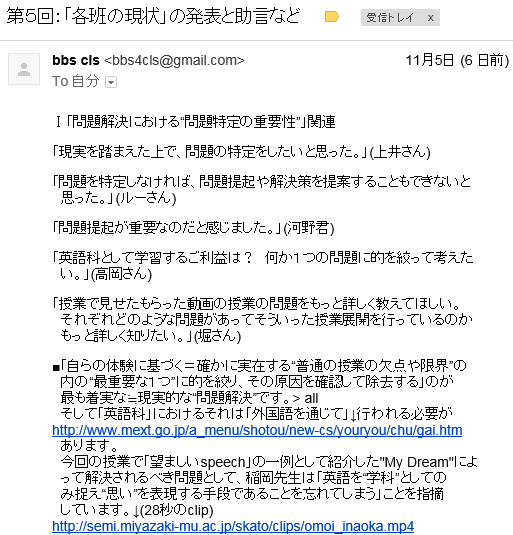 第5回：「各班の現状」の発表と助言など
受信トレイ x
bbs cls <bbs4cls@gmail.com>
11月5日 (6 日前)
To 自分
Ⅰ「問題解決における“問題特定の重要性”」関連
「現実を踏まえた上で、問題の特定をしたいと思った。」(上井さん)
「問題を特定しなければ、問題提起や解決策を提案することもできないと
思った。」(ルーさん)
「問題提起が重要なのだと感じました。」(河野君)
「英語科として学習するご利益は？　何か１つの問題に的を絞って考えた
い。」(高岡さん)
「授業で見せたもらった動画の授業の問題をもっと詳しく教えてほしい。
それぞれどのような問題があってそういった授業展開を行っているのか
もっと詳しく知りたい。」(堀さん)
■「自らの体験に基づく＝確かに実在する“普通の授業の欠点や限界”の
内の“最重要な１つ”に的を絞り、その原因を確認して除去する」のが
最も着実な≒現実的な“問題解決”です。> all
そして「英語科」におけるそれは「外国語を通じて」↓行われる必要が
http://www.mext.go.jp/a_menu/shotou/new-cs/youryou/chu/gai.htm
あります。
今回の授業で「望ましいspeech」の一例として紹介した"My Dream"によ
って解決されるべき問題として、稲岡先生は「英語を“学科”としての
み捉え“思い”を表現する手段であることを忘れてしまう」ことを指摘
しています。↓(28秒のclip)
http://semi.miyazaki-mu.ac.jp/skato/clips/omoi_inaoka.mp4